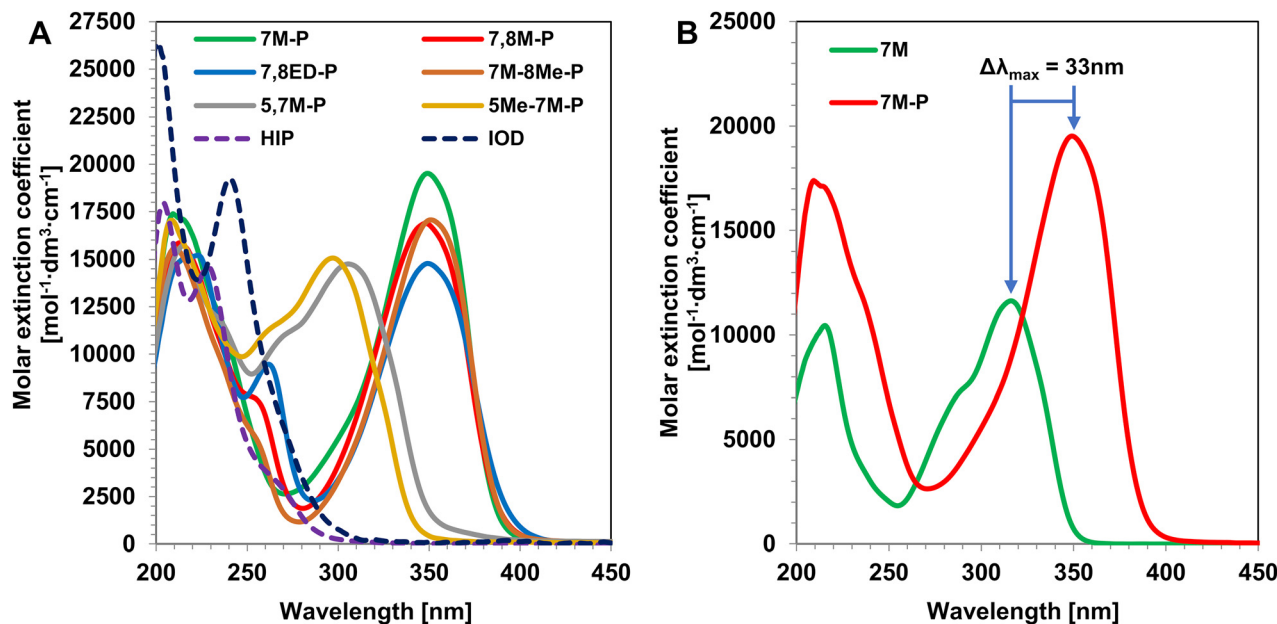 A
7M-P
7,8M-P
7,8ED-P
7M-8Me-P
5,7M-P
5Me-7M-P
HIP
IOD
Molar extinction coefficient
[mol-1·dm3·cm-1]
27500
25000
22500
20000
17500
15000
12500
10000
7500
5000
2500
0
200
250
300
350
400
450
Wavelength [nm]
B
7M
7M-P
Δλmax = 33nm
Molar extinction coefficient
[mol-1·dm3·cm-1]
25000
20000
15000
10000
5000
0
200
250
300
350
400
450
Wavelength [nm]